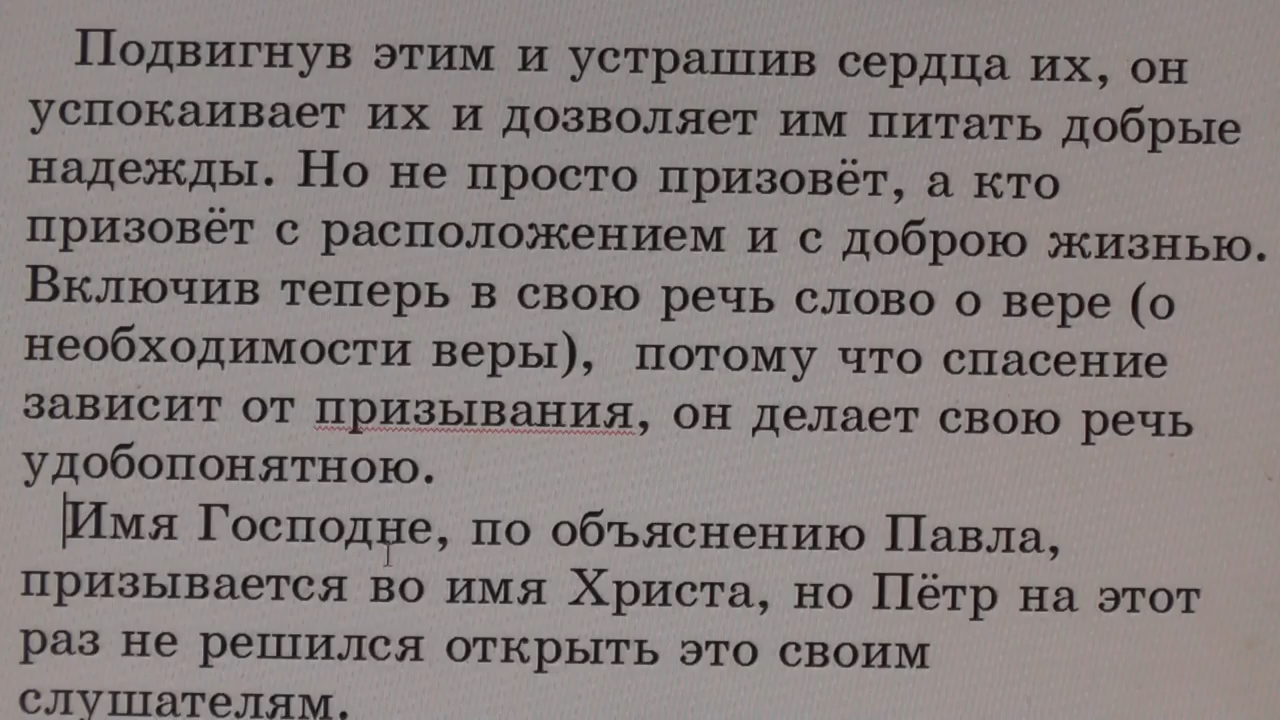 Подвигнув этим и устрашив сердца их, он
успокаивает их и дозволяет им питать добрые
надежды. Но не просто призовёт, а кто
призовёт с расположением и с доброю жизнью.
Включив теперь в свою речь слово о вере (о
необходимости веры),  потому что спасение
зависит от призывания, он делает свою речь
удобопонятною.
Имя Господне, по объяснению Павла,
призывается во имя Христа, но Пётр на этот
раз не решился открыть это своим
слушателям.